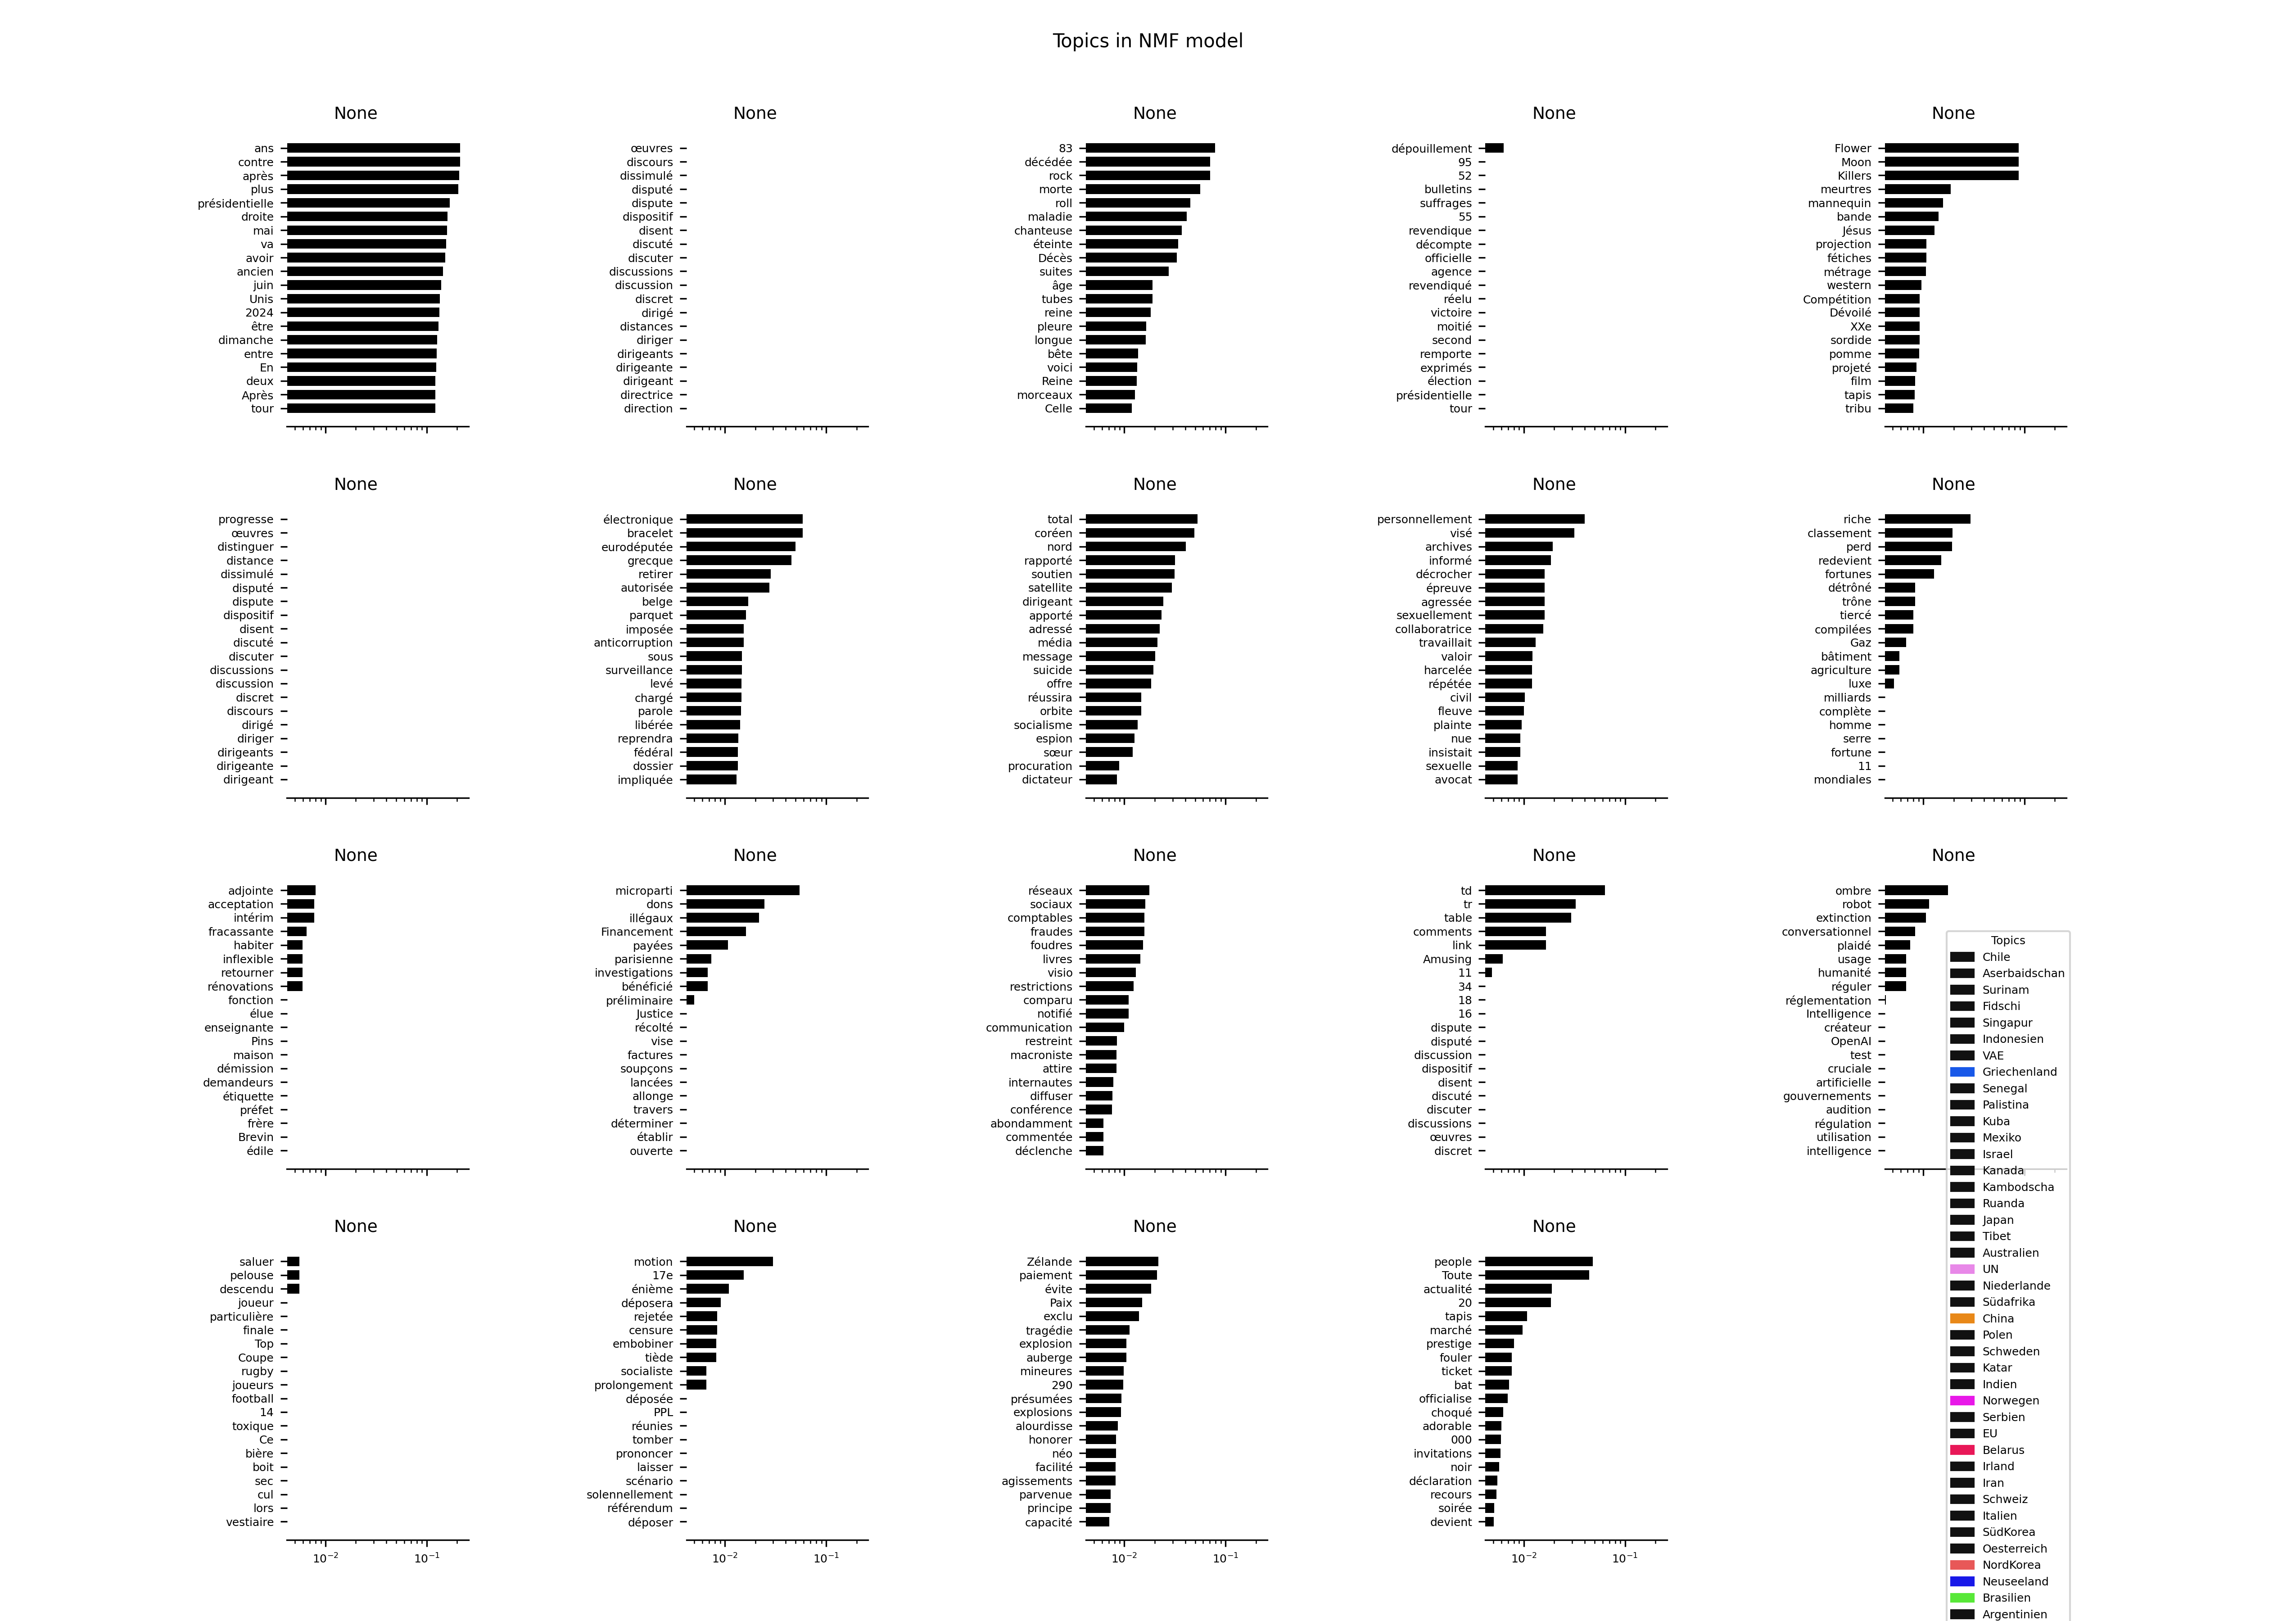 Topics in NMF model
None
ans
contre
après
plus
présidentielle
droite
mai
va
avoir
ancien
juin
Unis
2024
être
dimanche
entre
En
deux
Après
tour
None
œuvres
discours
dissimulé
disputé
dispute
dispositif
disent
discuté
discuter
discussions
discussion
discret
dirigé
distances
diriger
dirigeants
dirigeante
dirigeant
directrice
direction
None
83
décédée
rock
morte
roll
maladie
chanteuse
éteinte
Décès
suites
âge
tubes
reine
pleure
longue
bête
voici
Reine
morceaux
Celle
None
dépouillement
95
52
bulletins
suffrages
55
revendique
décompte
officielle
agence
revendiqué
réelu
victoire
moitié
second
remporte
exprimés
élection
présidentielle
tour
None
Flower
Moon
Killers
meurtres
mannequin
bande
Jésus
projection
fétiches
métrage
western
Compétition
Dévoilé
XXe
sordide
pomme
projeté
film
tapis
tribu
None
progresse
œuvres
distinguer
distance
dissimulé
disputé
dispute
dispositif
disent
discuté
discuter
discussions
discussion
discret
discours
dirigé
diriger
dirigeants
dirigeante
dirigeant
None
électronique
bracelet
eurodéputée
grecque
retirer
autorisée
belge
parquet
imposée
anticorruption
sous
surveillance
levé
chargé
parole
libérée
reprendra
fédéral
dossier
impliquée
None
total
coréen
nord
rapporté
soutien
satellite
dirigeant
apporté
adressé
média
message
suicide
offre
réussira
orbite
socialisme
espion
sœur
procuration
dictateur
None
personnellement
visé
archives
informé
décrocher
épreuve
agressée
sexuellement
collaboratrice
travaillait
valoir
harcelée
répétée
civil
fleuve
plainte
nue
insistait
sexuelle
avocat
None
riche
classement
perd
redevient
fortunes
détrôné
trône
tiercé
compilées
Gaz
bâtiment
agriculture
luxe
milliards
complète
homme
serre
fortune
11
mondiales
None
adjointe
acceptation
intérim
fracassante
habiter
inflexible
retourner
rénovations
fonction
élue
enseignante
Pins
maison
démission
demandeurs
étiquette
préfet
frère
Brevin
édile
None
microparti
dons
illégaux
Financement
payées
parisienne
investigations
bénéficié
préliminaire
Justice
récolté
vise
factures
soupçons
lancées
allonge
travers
déterminer
établir
ouverte
None
réseaux
sociaux
comptables
fraudes
foudres
livres
visio
restrictions
comparu
notifié
communication
restreint
macroniste
attire
internautes
diffuser
conférence
abondamment
commentée
déclenche
None
td
tr
table
comments
link
Amusing
11
34
18
16
dispute
disputé
discussion
dispositif
disent
discuté
discuter
discussions
œuvres
discret
None
ombre
robot
extinction
conversationnel
plaidé
usage
humanité
réguler
réglementation
Intelligence
créateur
OpenAI
test
cruciale
artificielle
gouvernements
audition
régulation
utilisation
intelligence
None
saluer
pelouse
descendu
joueur
particulière
finale
Top
Coupe
rugby
joueurs
football
14
toxique
Ce
bière
boit
sec
cul
lors
vestiaire
10⁻² 10⁻¹
None
motion
17e
énième
déposera
rejetée
censure
embobiner
tiède
socialiste
prolongement
déposée
PPL
réunies
tomber
prononcer
laisser
scénario
solennellement
référendum
déposer
10⁻² 10⁻¹
None
Zélande
paiement
évite
Paix
exclu
tragédie
explosion
auberge
mineures
290
présumées
explosions
alourdisse
honorer
néo
facilité
agissements
parvenue
principe
capacité
10⁻² 10⁻¹
None
people
Toute
actualité
20
tapis
marché
prestige
fouler
ticket
bat
officialise
choqué
adorable
000
invitations
noir
déclaration
recours
soirée
devient
10⁻² 10⁻¹
Topics
Chile
Aserbaidschan
Surinam
Fidschi
Singapur
Indonesien
VAE
Griechenland
Senegal
Palistina
Kuba
Mexiko
Israel
Kanada
Kambodscha
Ruanda
Japan
Tibet
Australien
UN
Niederlande
Südafrika
China
Polen
Schweden
Katar
Indien
Norwegen
Serbien
EU
Belarus
Irland
Iran
Schweiz
Italien
SüdKorea
Oesterreich
NordKorea
Neuseeland
Brasilien
Argentinien